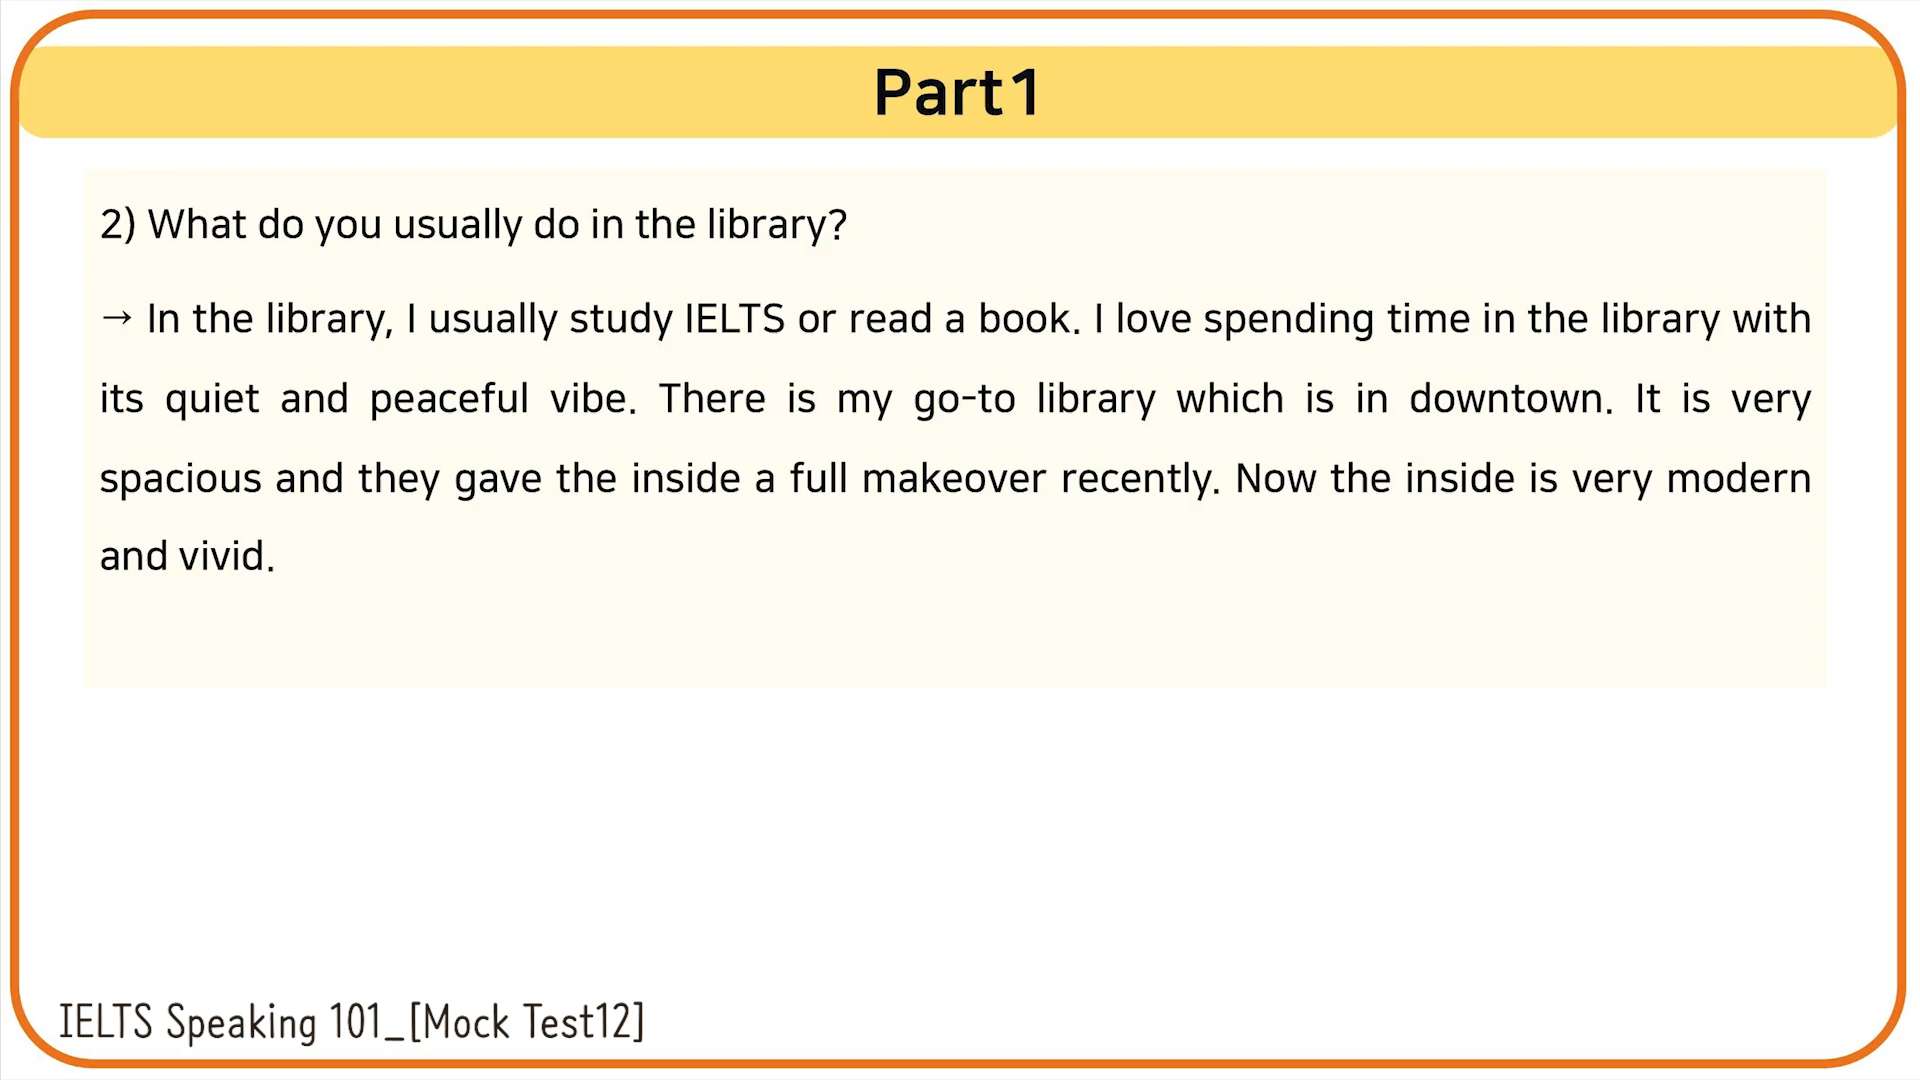 Part1
2) What do you usually do in the library?
→ In the library, I usually study IELTS or read a book. I love spending time in the library with
its quiet and peaceful vibe. There is my go-to library which is in downtown. It is very
spacious and they gave the inside a full makeover recently. Now the inside is very modern
and vivid.
IELTS Speaking 101_[Mock Test12]